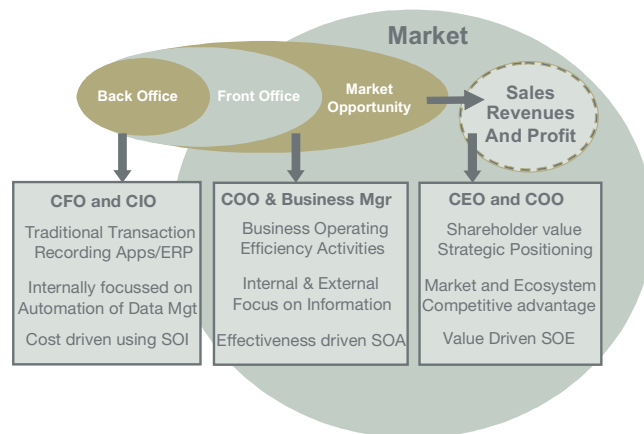 Market
Back Office
Front Office
Market
Opportunity
Sales
Revenues
And Profit
CFO and CIO
Traditional Transaction
Recording Apps/ERP
Internally focussed on
Automation of Data Mgt
Cost driven using SOI
COO & Business Mgr
Business Operating
Efficiency Activities
Internal & External
Focus on Information
Effectiveness driven SOA
CEO and COO
Shareholder value
Strategic Positioning
Market and Ecosystem
Competitive advantage
Value Driven SOE